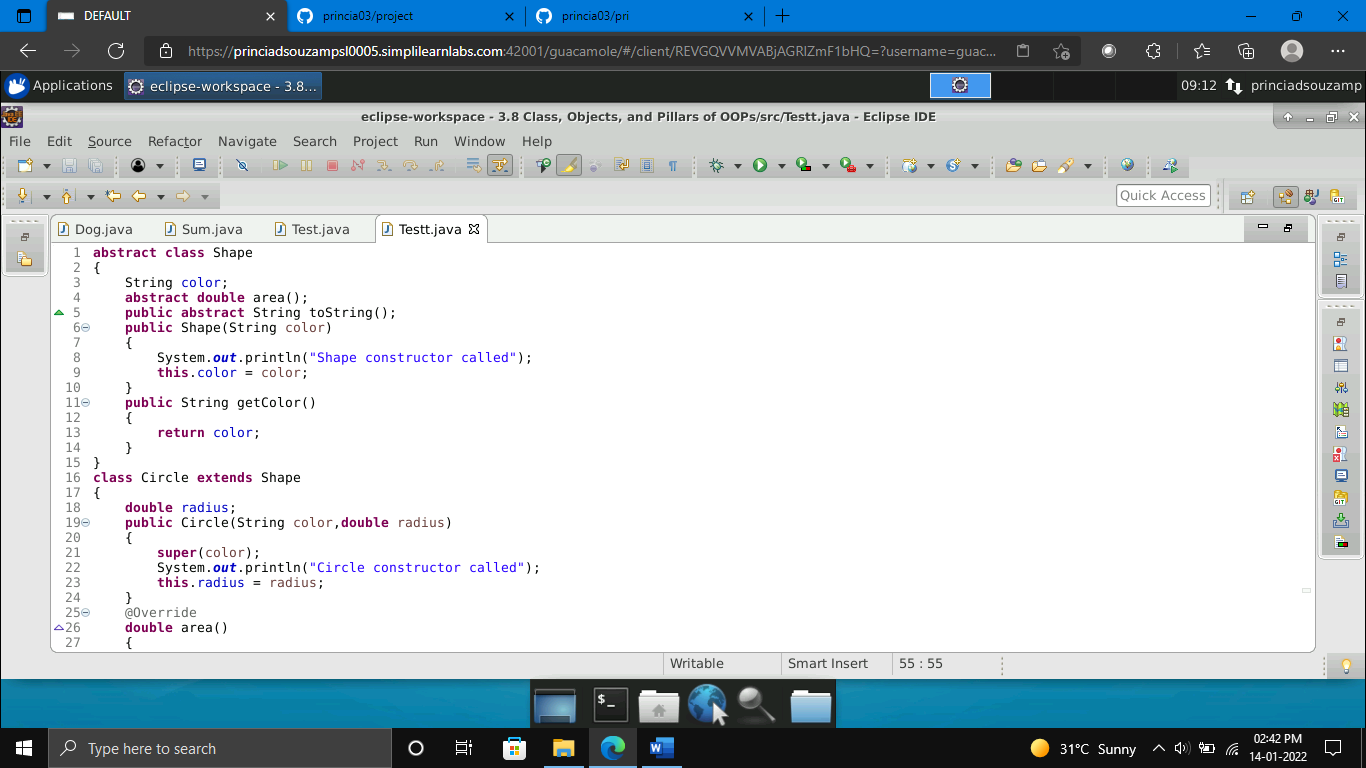 DEFAULT
princia03/project
princia03/pri
https://princiadsouzampsl0005.simplilearnlabs.com:42001/guacamole/#/client/REVGQVVMVABjAGRlZmF1bHQ=?username=guac...
Applications
eclipse-workspace - 3.8...
09:12
princiadsouzamp
eclipse-workspace - 3.8 Class, Objects, and Pillars of OOPs/src/Testt.java - Eclipse IDE
File Edit Source Refactor Navigate Search Project Run Window Help
Quick Access
Dog.java
Sum.java
Test.java
Testt.java
1 abstract class Shape
2 {
3     String color;
4     abstract double area();
5     public abstract String toString();
6     public Shape(String color)
7     {
8         System.out.println("Shape constructor called");
9         this.color = color;
10     }
11     public String getColor()
12     {
13         return color;
14     }
15 }
16 class Circle extends Shape
17 {
18     double radius;
19     public Circle(String color,double radius)
20     {
21         super(color);
22         System.out.println("Circle constructor called");
23         this.radius = radius;
24     }
25     @Override
26     double area()
27     {
Writable
Smart Insert
55 : 55
$_
Type here to search
31°C Sunny
02:42 PM
14-01-2022